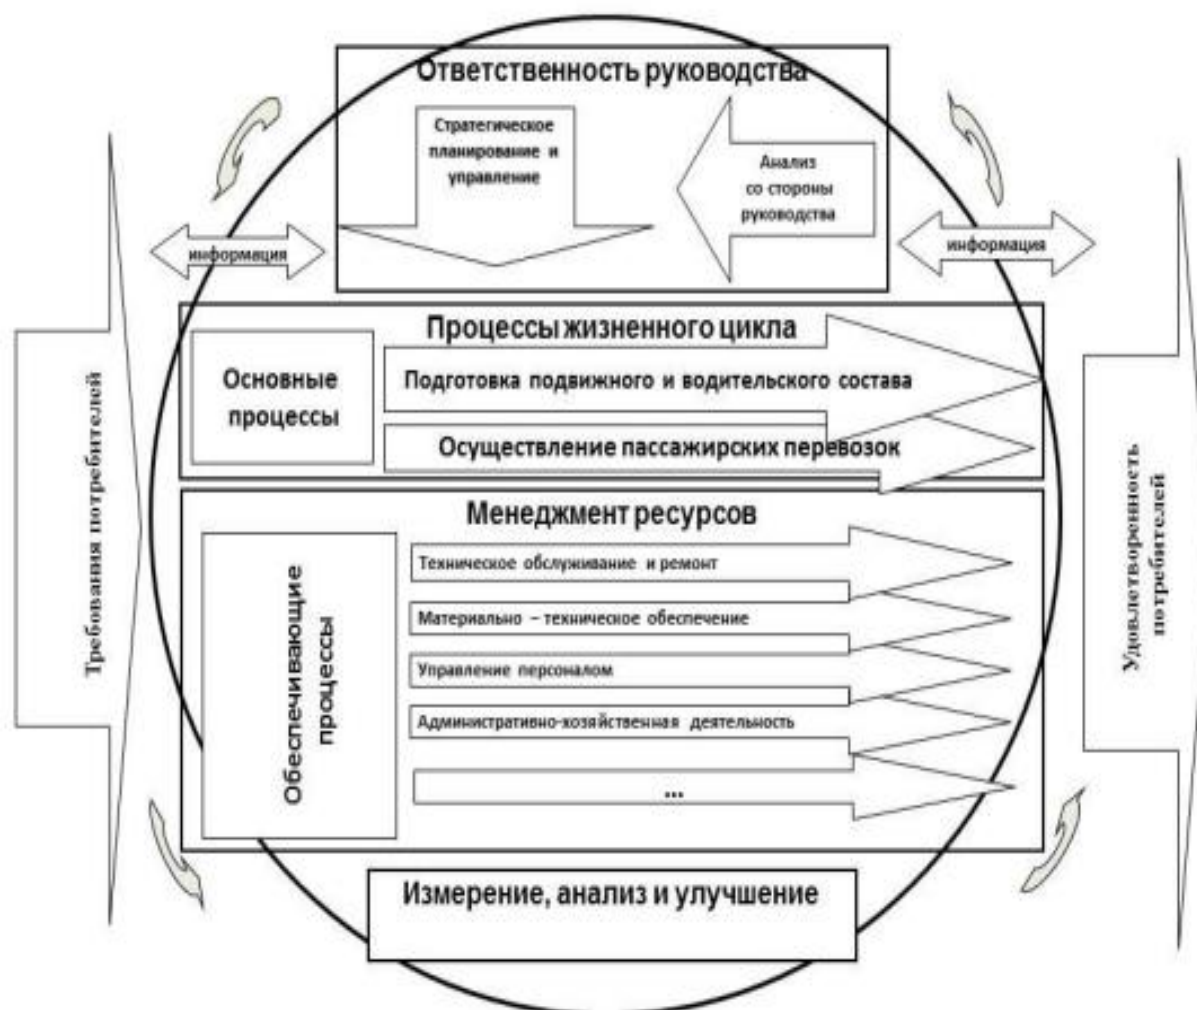 Ответственность руководства
Стратегическое
планирование и
управление
Анализ
со стороны
руководства
информация
информация
Требования потребителей
Процессы жизненного цикла
Основные
процессы
Подготовка подвижного и водительского состава
Осуществление пассажирских перевозок
Менеджмент ресурсов
Обеспечивающие
процессы
Техническое обслуживание и ремонт
Материально – техническое обеспечение
Управление персоналом
Административно-хозяйственная деятельность
...
Удовлетворенность
потребителей
Измерение, анализ и улучшение